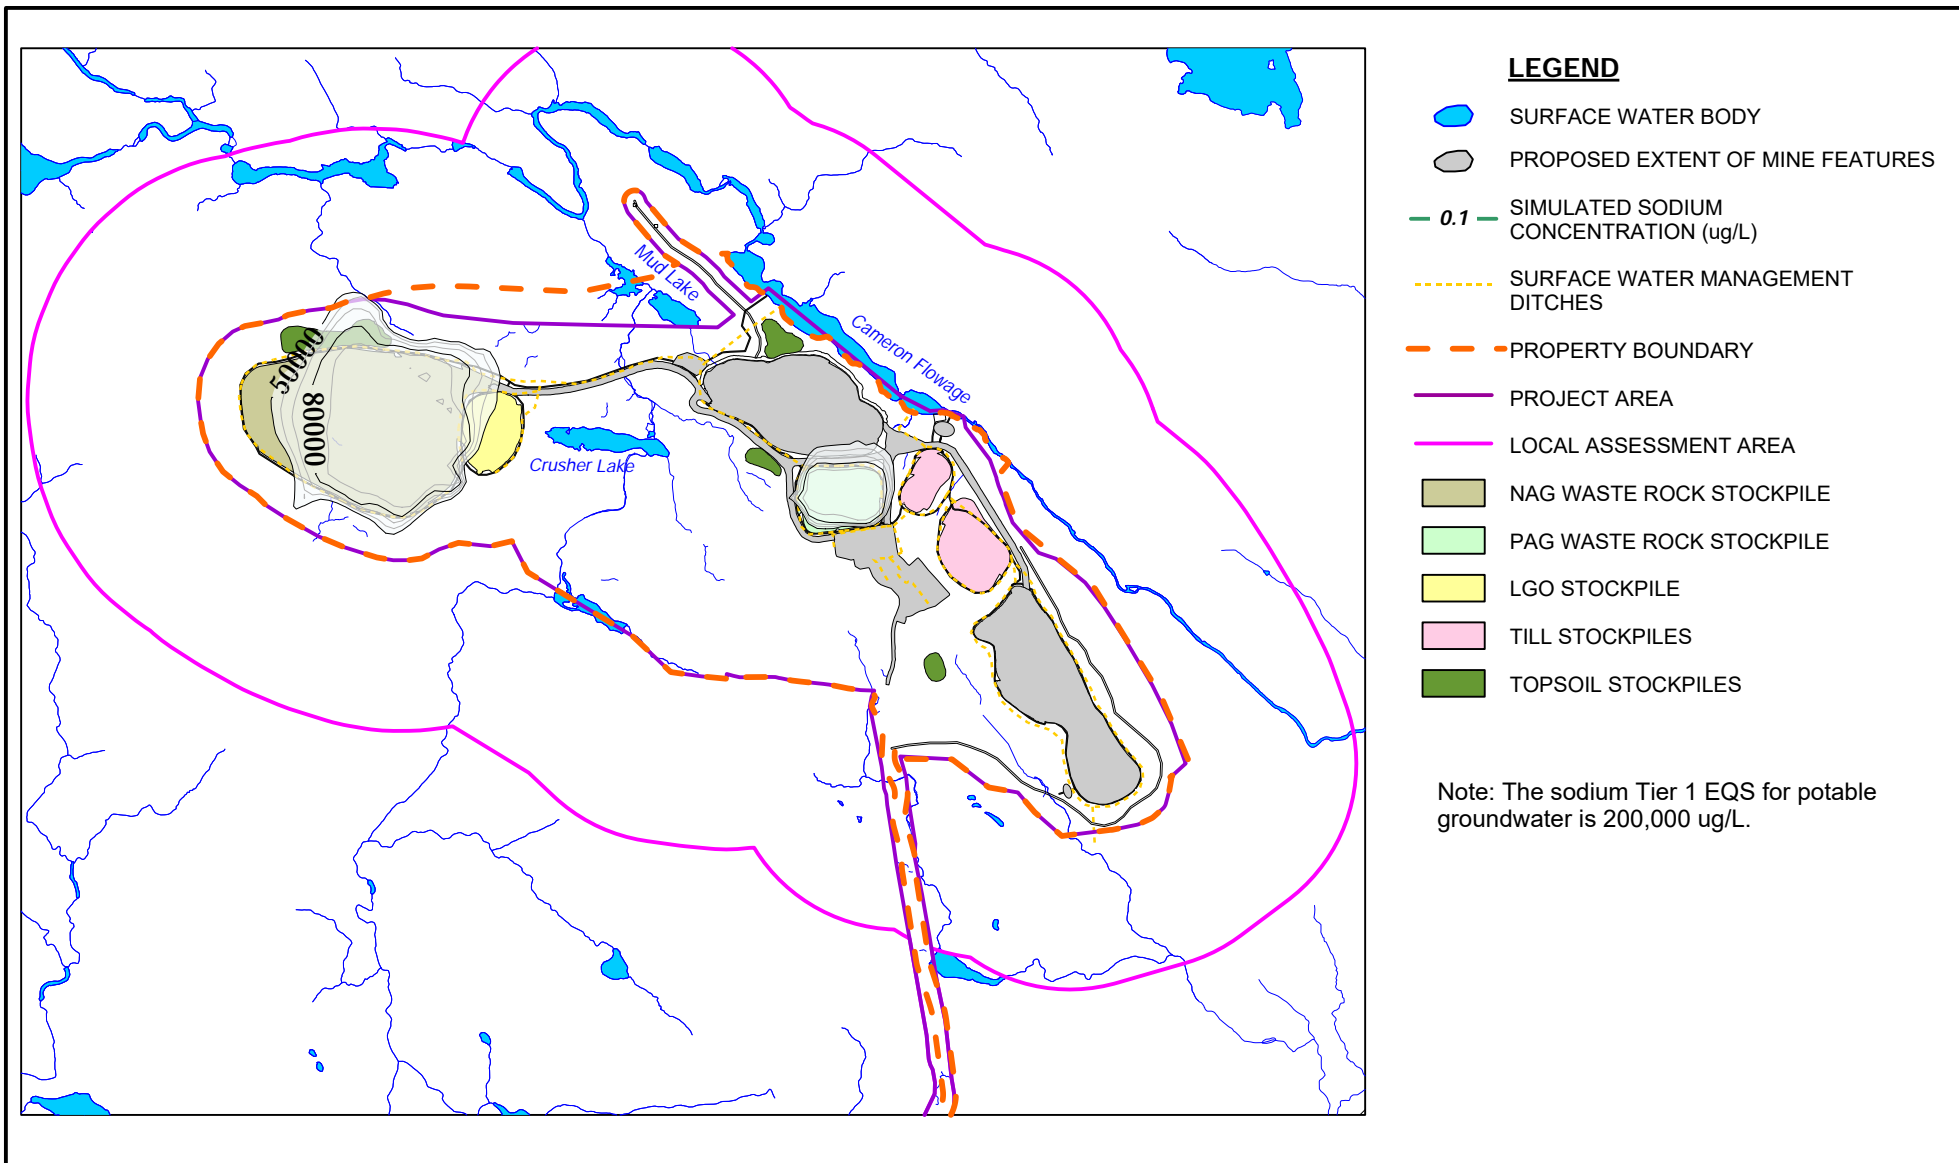 LEGEND
SURFACE WATER BODY
PROPOSED EXTENT OF MINE FEATURES
0.1
SIMULATED SODIUM
CONCENTRATION (ug/L)
SURFACE WATER MANAGEMENT
DITCHES
PROPERTY BOUNDARY
PROJECT AREA
LOCAL ASSESSMENT AREA
NAG WASTE ROCK STOCKPILE
PAG WASTE ROCK STOCKPILE
LGO STOCKPILE
TILL STOCKPILES
TOPSOIL STOCKPILES
Note: The sodium Tier 1 EQS for potable
groundwater is 200,000 ug/L.
Mud Lake
Cameron Flowage
50000
80000
Crusher Lake